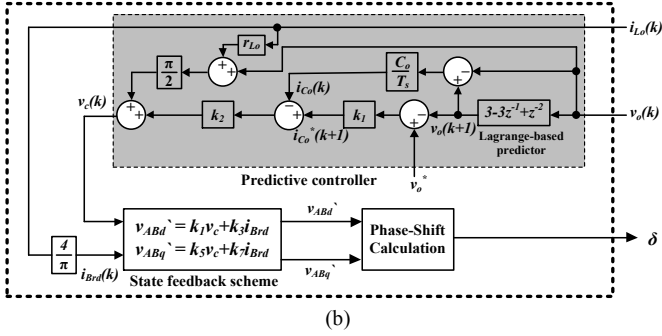 i_Lo(k)
r_Lo
π/2
C_o/T_s
i_Co(k)
v_c(k)
k_2
i_Co*(k+1)
k_1
v_o(k+1)
3-3z⁻¹+z⁻²
v_o(k)
Lagrange-based
predictor
Predictive controller
v_o*
v_ABd` = k_1v_c+k_3i_Brd
v_ABq` = k_5v_c+k_7i_Brd
v_ABd`
v_ABq`
Phase-Shift
Calculation
δ
4/π
i_Brd(k)
State feedback scheme
(b)